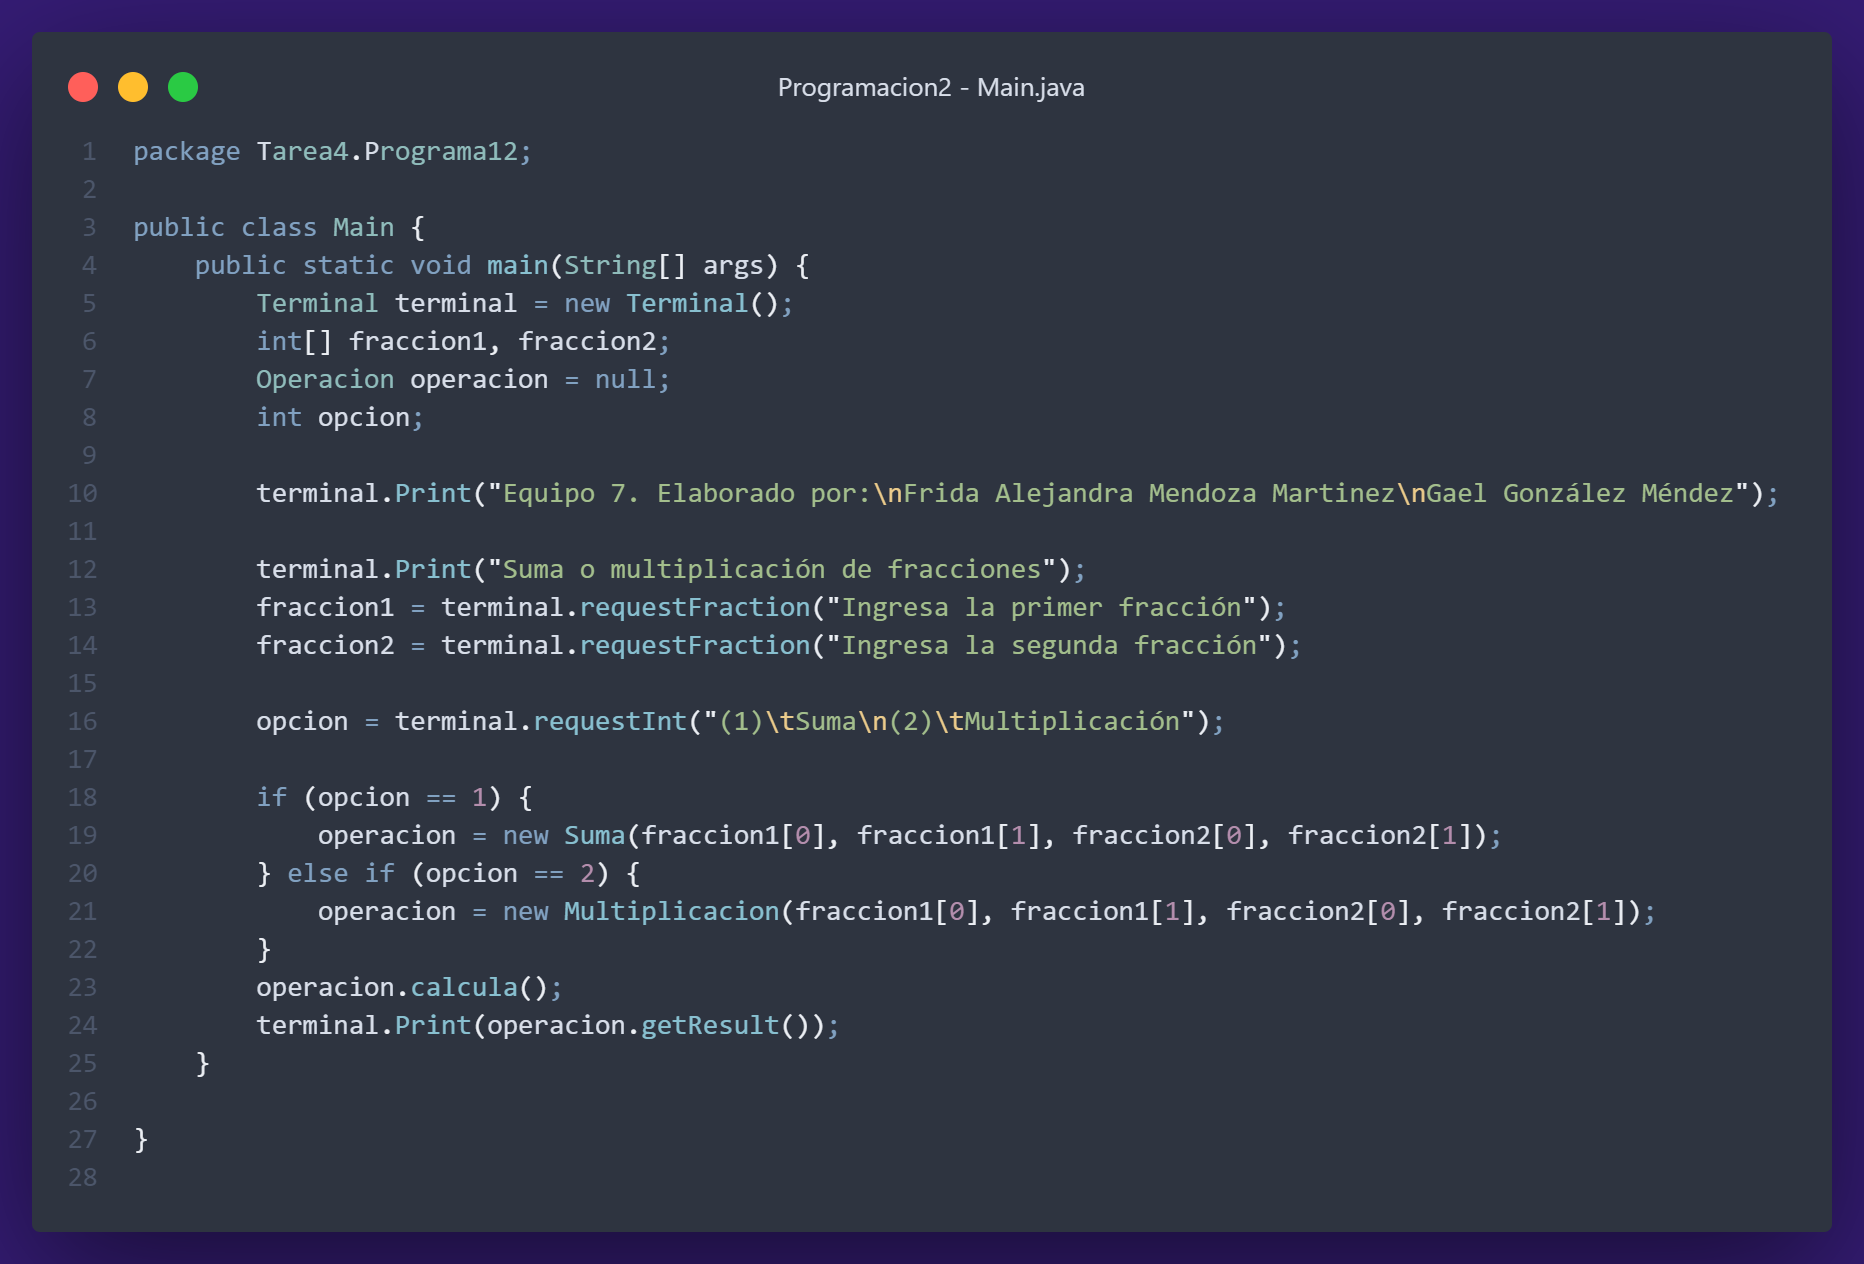 Programacion2 - Main.java
1 package Tarea4.Programa12;
2
3 public class Main {
4     public static void main(String[] args) {
5         Terminal terminal = new Terminal();
6         int[] fraccion1, fraccion2;
7         Operacion operacion = null;
8         int opcion;
9
10         terminal.Print("Equipo 7. Elaborado por:\nFrida Alejandra Mendoza Martinez\nGael González Méndez");
11
12         terminal.Print("Suma o multiplicación de fracciones");
13         fraccion1 = terminal.requestFraction("Ingresa la primer fracción");
14         fraccion2 = terminal.requestFraction("Ingresa la segunda fracción");
15
16         opcion = terminal.requestInt("(1)\tSuma\n(2)\tMultiplicación");
17
18         if (opcion == 1) {
19             operacion = new Suma(fraccion1[0], fraccion1[1], fraccion2[0], fraccion2[1]);
20         } else if (opcion == 2) {
21             operacion = new Multiplicacion(fraccion1[0], fraccion1[1], fraccion2[0], fraccion2[1]);
22         }
23         operacion.calcula();
24         terminal.Print(operacion.getResult());
25     }
26
27 }
28